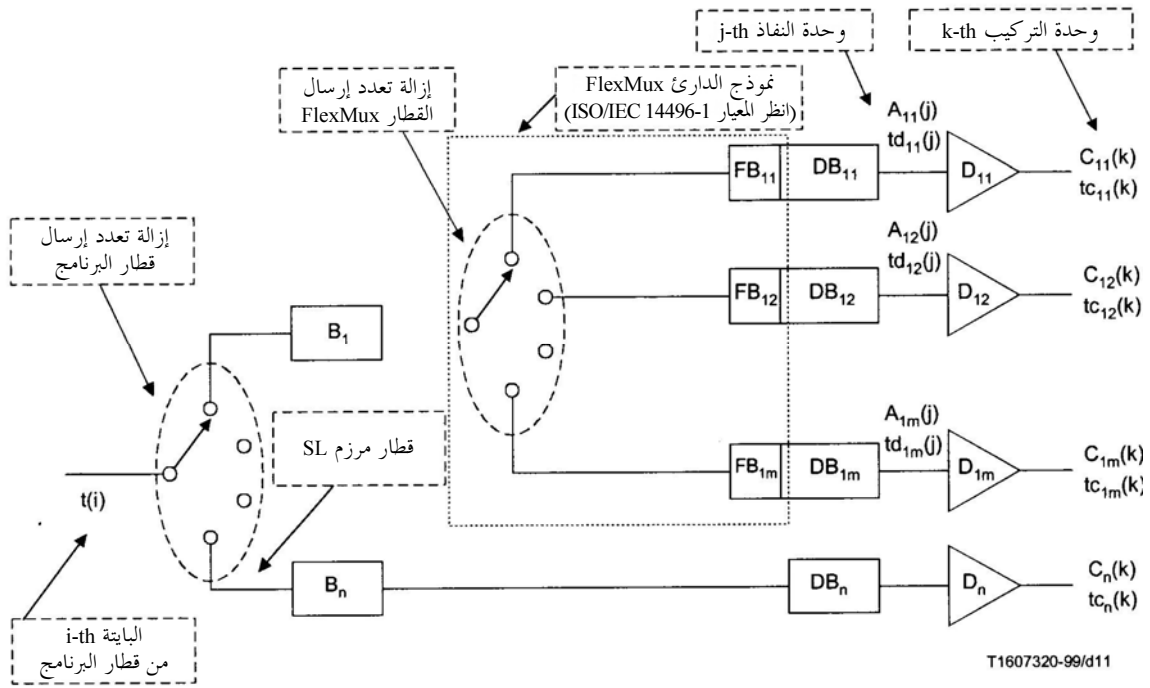 وحدة التركيب k-th
وحدة النفاذ j-th
نموذج الدارئ FlexMux
(انظر المعيار ISO/IEC 14496-1)
إزالة تعدد إرسال
القطار FlexMux
A11(j)
td11(j)
FB11
DB11
D11
C11(k)
tc11(k)
إزالة تعدد إرسال
قطار البرنامج
A12(j)
td12(j)
FB12
DB12
D12
C12(k)
tc12(k)
B1
قطار مرزم SL
A1m(j)
td1m(j)
FB1m
DB1m
D1m
C1m(k)
tc1m(k)
t(i)
Bn
DBn
Dn
Cn(k)
tcn(k)
البايتة i-th
من قطار البرنامج
T1607320-99/d11